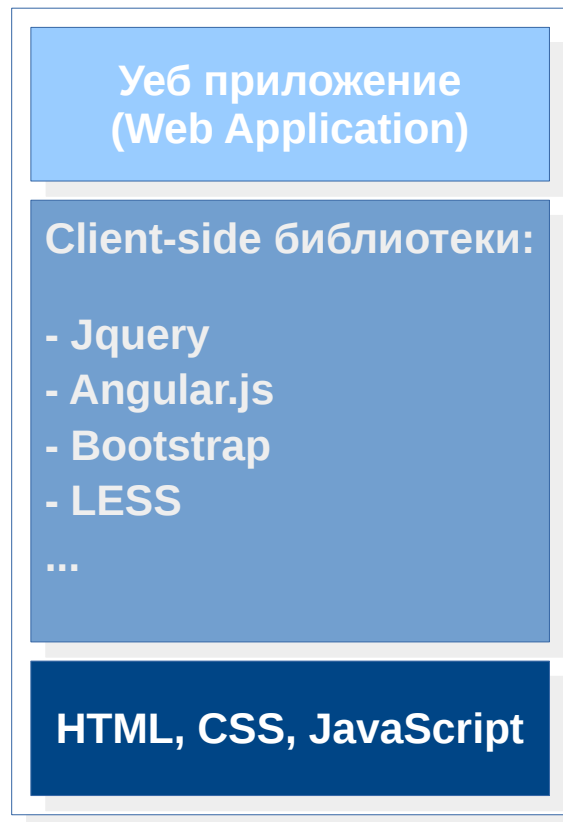 Уеб приложение
(Web Application)
Client-side библиотеки:
- Jquery
- Angular.js
- Bootstrap
- LESS
...
HTML, CSS, JavaScript